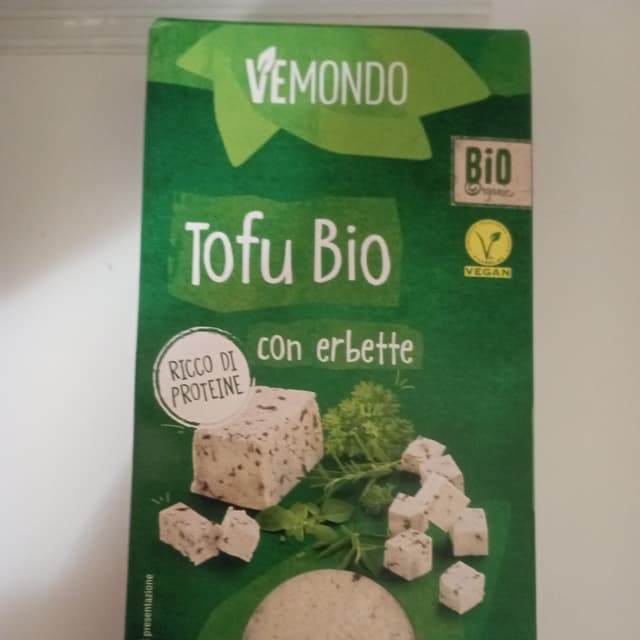 VEMONDO
BiO
Organic
Tofu Bio
VEGAN
con erbette
RICCO DI
PROTEINE
presentazione